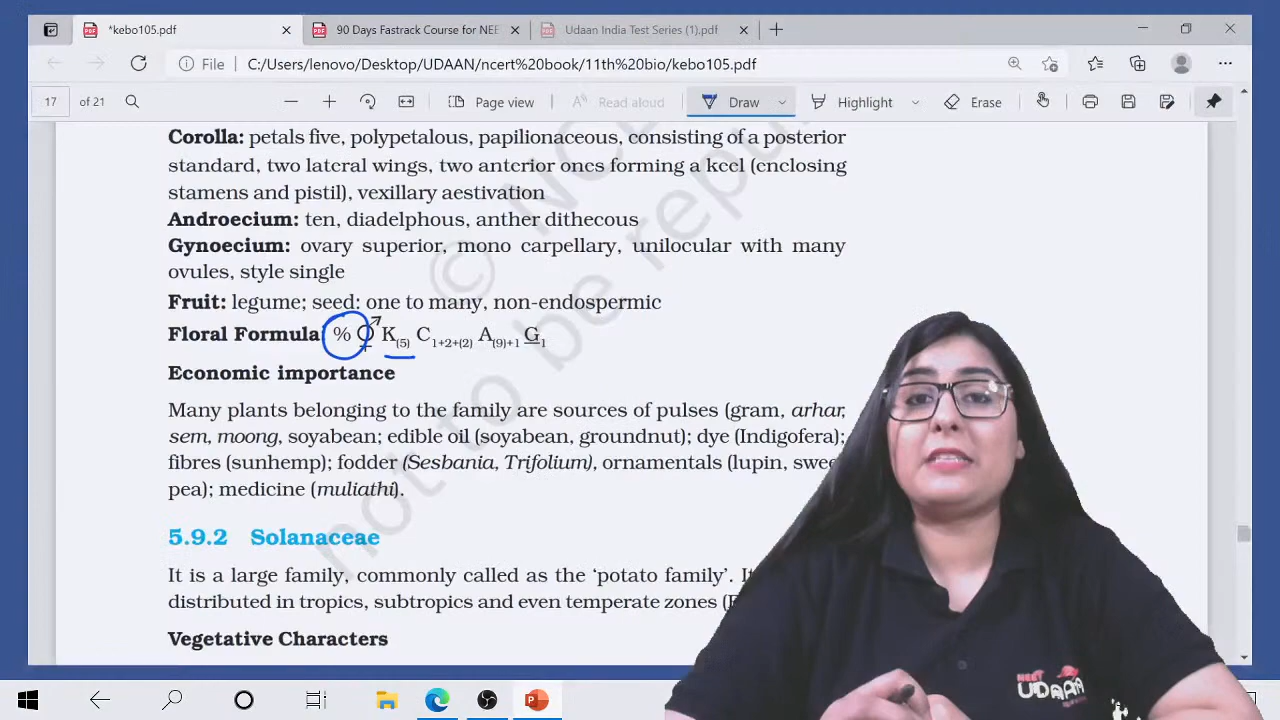 *kebo105.pdf
90 Days Fastrack Course for NEE
Udaan India Test Series (1).pdf
File C:/Users/lenovo/Desktop/UDAAN/ncert%20book/11th%20bio/kebo105.pdf
17 of 21 Page view Read aloud Draw Highlight Erase
Corolla: petals five, polypetalous, papilionaceous, consisting of a posterior
standard, two lateral wings, two anterior ones forming a keel (enclosing
stamens and pistil), vexillary aestivation
Androecium: ten, diadelphous, anther dithecous
Gynoecium: ovary superior, mono carpellary, unilocular with many
ovules, style single
Fruit: legume; seed: one to many, non-endospermic
Floral Formula: % ⚥ K(5) C1+2+(2) A(9)+1 G1
Economic importance
Many plants belonging to the family are sources of pulses (gram, arhar,
sem, moong, soyabean; edible oil (soyabean, groundnut); dye (Indigofera);
fibres (sunhemp); fodder (Sesbania, Trifolium), ornamentals (lupin, swee
pea); medicine (muliathi).
5.9.2 Solanaceae
It is a large family, commonly called as the ‘potato family’. It
distributed in tropics, subtropics and even temperate zones (
Vegetative Characters
© NC
not to be repu
NEET
UDAAN